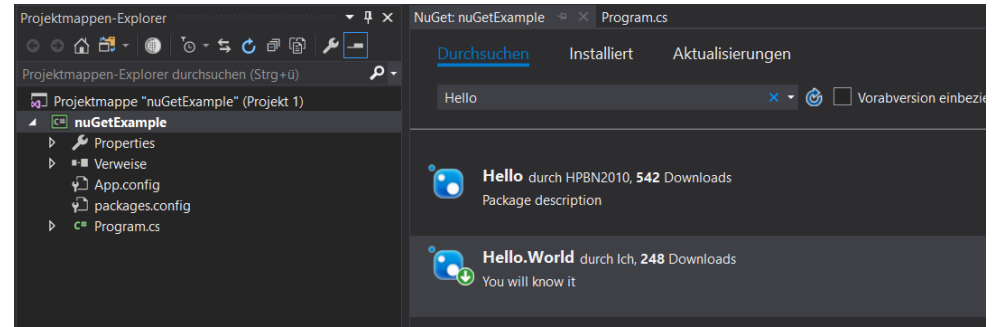 Projektmappen-Explorer
Projektmappen-Explorer durchsuchen (Strg+ü)
Projektmappe "nuGetExample" (Projekt 1)
C# nuGetExample
Properties
Verweise
App.config
packages.config
C# Program.cs
NuGet: nuGetExample Program.cs
Durchsuchen Installiert Aktualisierungen
Hello Vorabversion einbezie
Hello durch HPBN2010, 542 Downloads
Package description
Hello.World durch Ich, 248 Downloads
You will know it